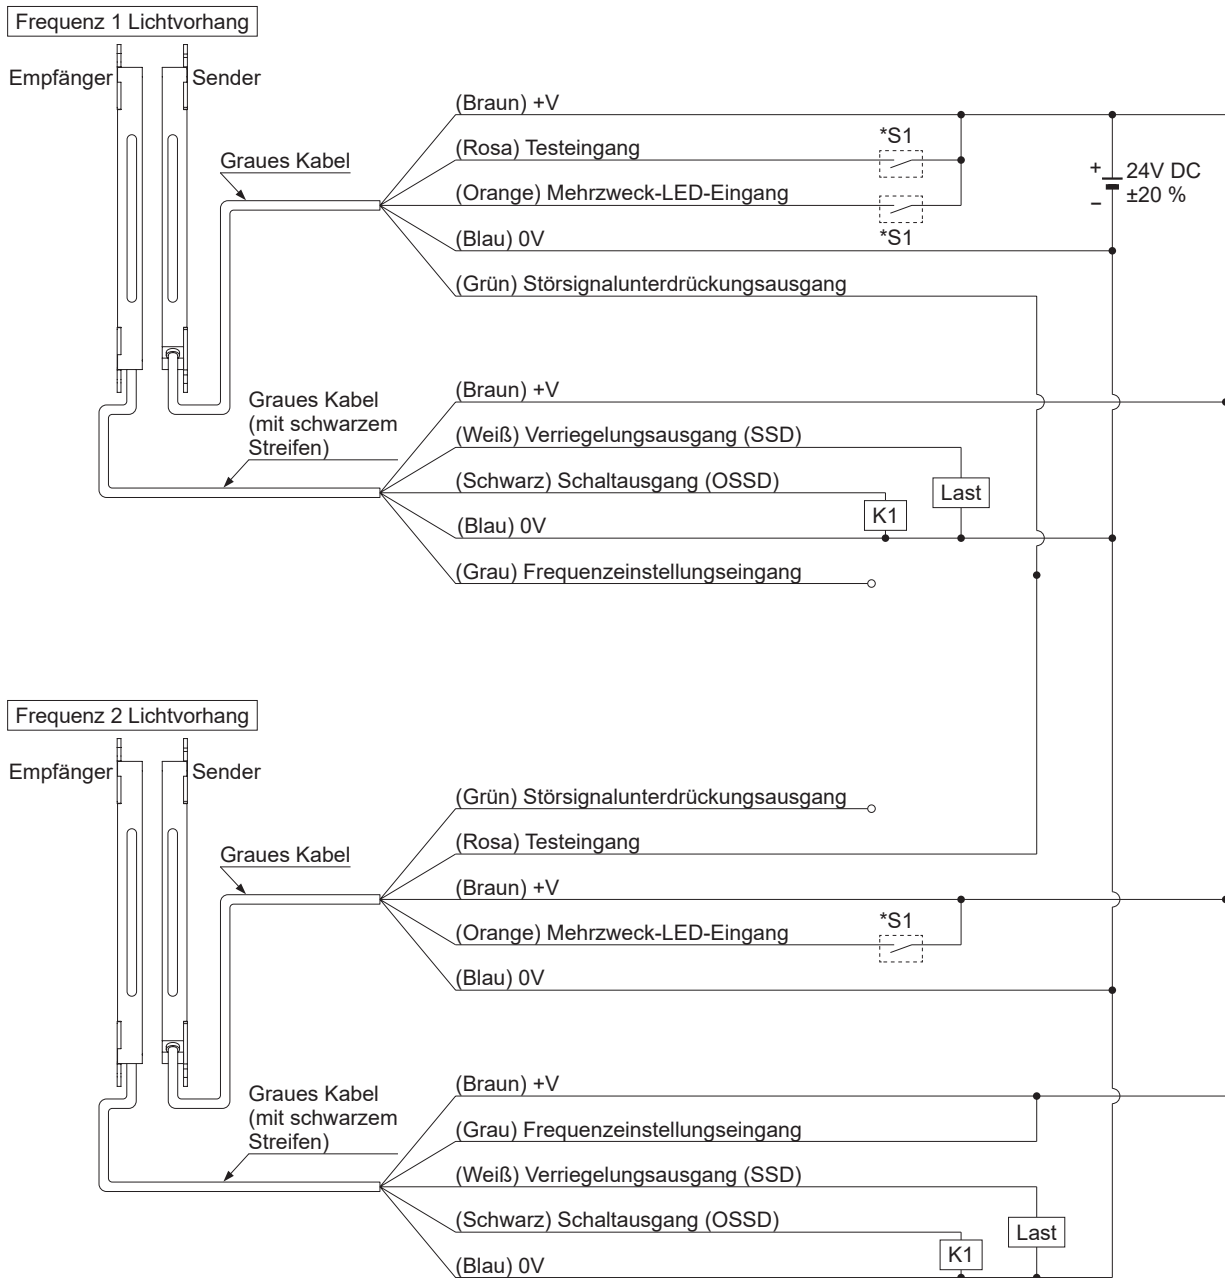 Frequenz 1 Lichtvorhang
Empfänger
Sender
Graues Kabel
(Braun) +V
(Rosa) Testeingang
*S1
(Orange) Mehrzweck-LED-Eingang
*S1
(Blau) 0V
(Grün) Störsignalunterdrückungsausgang
+
24V DC
±20 %
−
Graues Kabel
(mit schwarzem
Streifen)
(Braun) +V
(Weiß) Verriegelungsausgang (SSD)
(Schwarz) Schaltausgang (OSSD)
Last
K1
(Blau) 0V
(Grau) Frequenzeinstellungseingang
Frequenz 2 Lichtvorhang
Empfänger
Sender
Graues Kabel
(Grün) Störsignalunterdrückungsausgang
(Rosa) Testeingang
(Braun) +V
*S1
(Orange) Mehrzweck-LED-Eingang
(Blau) 0V
Graues Kabel
(mit schwarzem
Streifen)
(Braun) +V
(Grau) Frequenzeinstellungseingang
(Weiß) Verriegelungsausgang (SSD)
(Schwarz) Schaltausgang (OSSD)
Last
K1
(Blau) 0V